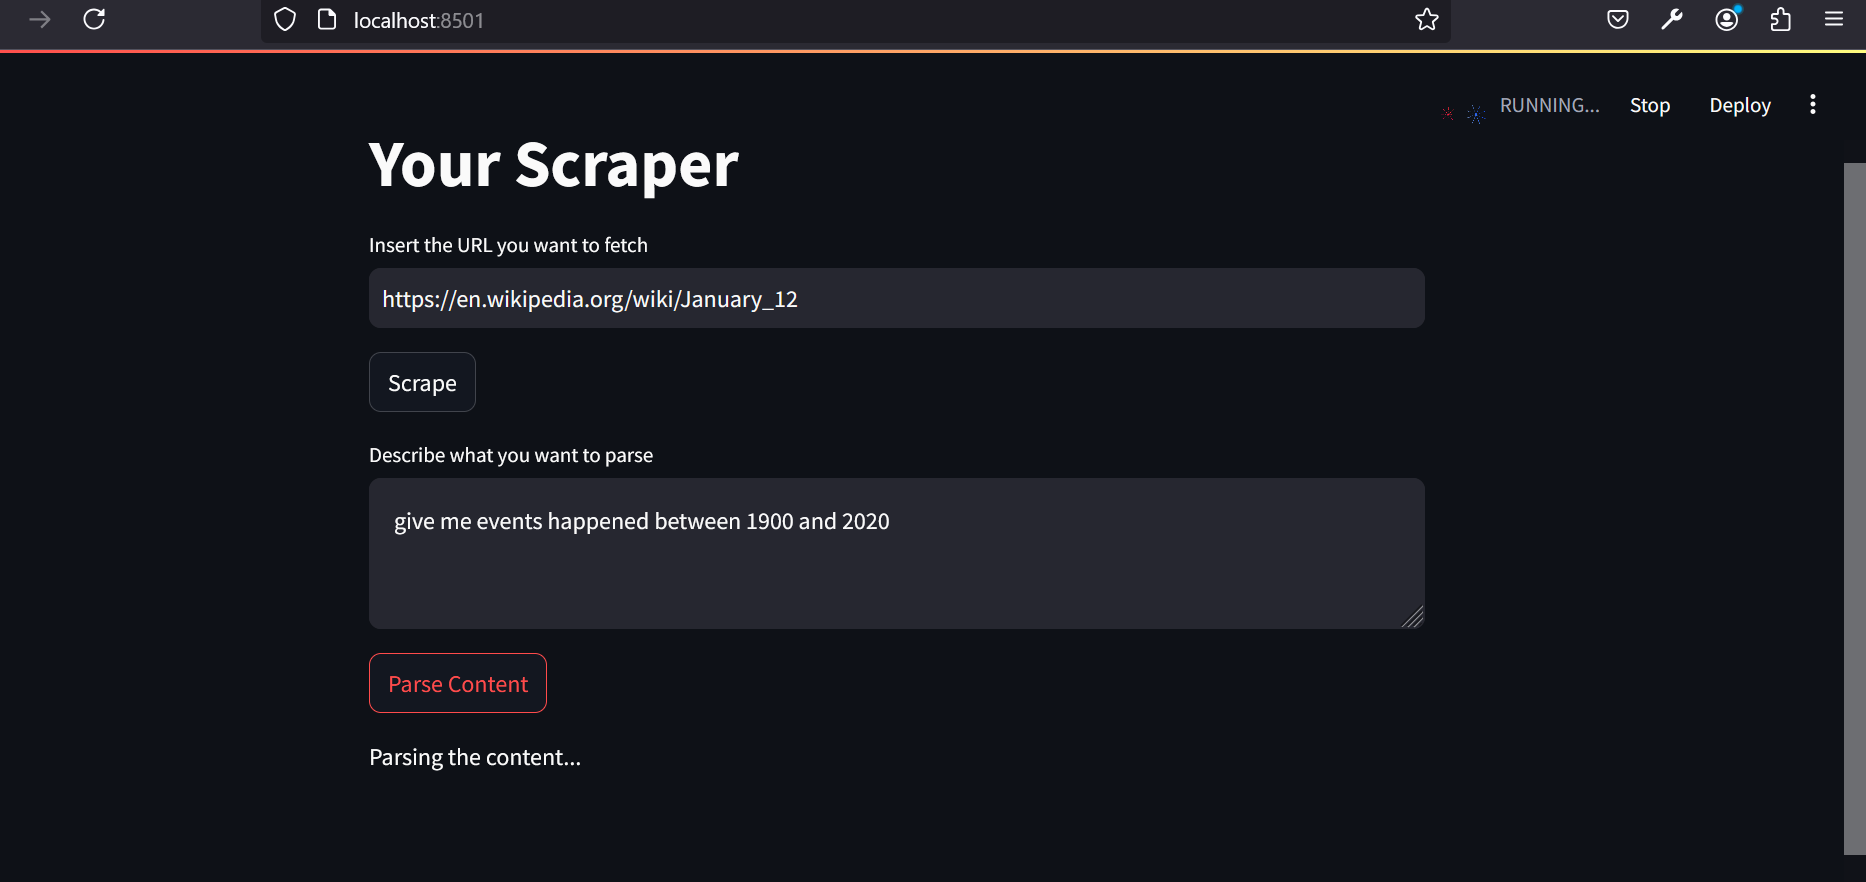 localhost:8501
RUNNING... Stop Deploy
Your Scraper
Insert the URL you want to fetch
https://en.wikipedia.org/wiki/January_12
Scrape
Describe what you want to parse
give me events happened between 1900 and 2020
Parse Content
Parsing the content...